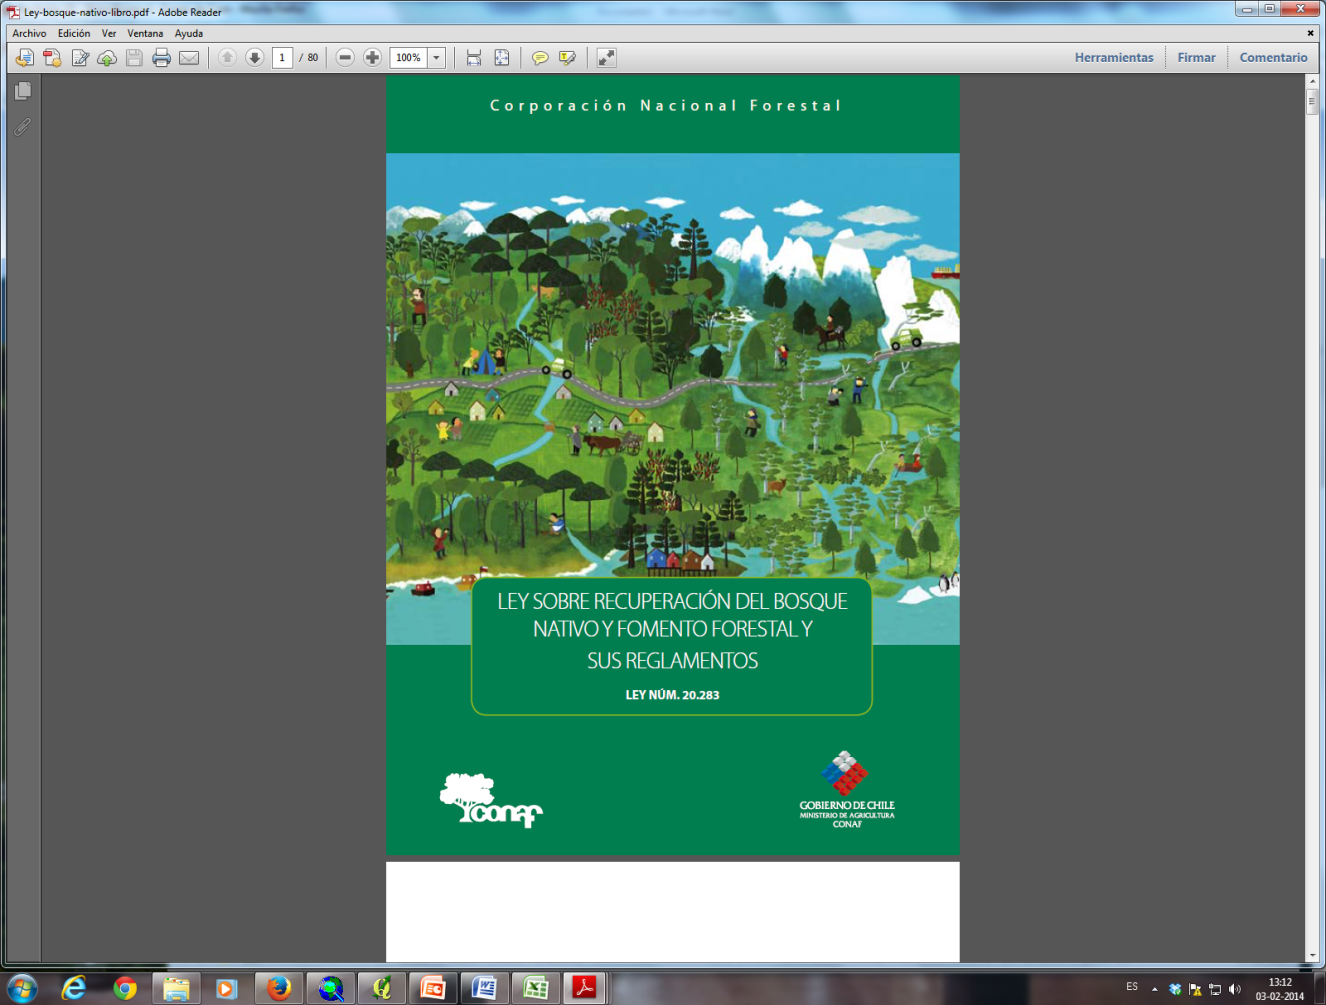 Ley-bosque-nativo-libro.pdf - Adobe Reader
Archivo Edición Ver Ventana Ayuda
1 / 80 100% Herramientas Firmar Comentario
Corporación Nacional Forestal
LEY SOBRE RECUPERACIÓN DEL BOSQUE
NATIVO Y FOMENTO FORESTAL Y
SUS REGLAMENTOS
LEY NÚM. 20.283
conaf
GOBIERNO DE CHILE
MINISTERIO DE AGRICULTURA
CONAF
ES
13:12
03-02-2014